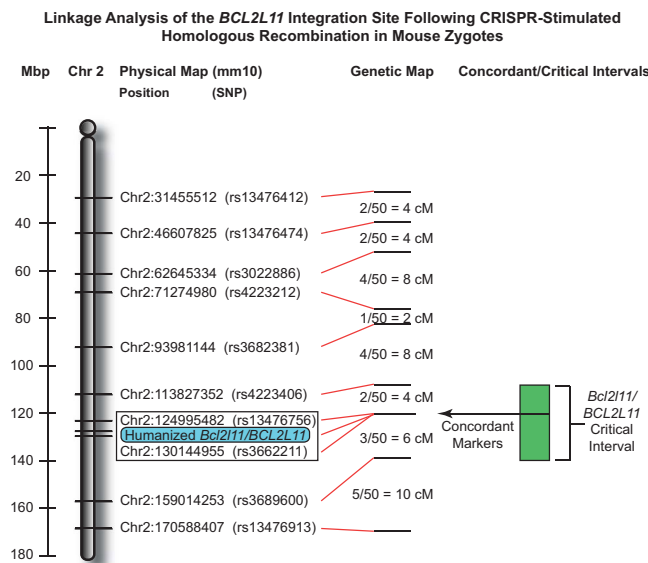 Linkage Analysis of the BCL2L11 Integration Site Following CRISPR-Stimulated
Homologous Recombination in Mouse Zygotes
Mbp Chr 2 Physical Map (mm10) Genetic Map Concordant/Critical Intervals
Position (SNP)
20
Chr2:31455512 (rs13476412)
2/50 = 4 cM
40
Chr2:46607825 (rs13476474)
2/50 = 4 cM
60
Chr2:62645334 (rs3022886)
4/50 = 8 cM
Chr2:71274980 (rs4223212)
80
1/50 = 2 cM
Chr2:93981144 (rs3682381)
4/50 = 8 cM
100
Chr2:113827352 (rs4223406)
2/50 = 4 cM
120
Chr2:124995482 (rs13476756)
Humanized Bcl2l11/BCL2L11
Chr2:130144955 (rs3662211)
3/50 = 6 cM
Concordant
Markers
Bcl2l11/
BCL2L11
Critical
Interval
140
160
Chr2:159014253 (rs3689600)
5/50 = 10 cM
Chr2:170588407 (rs13476913)
180